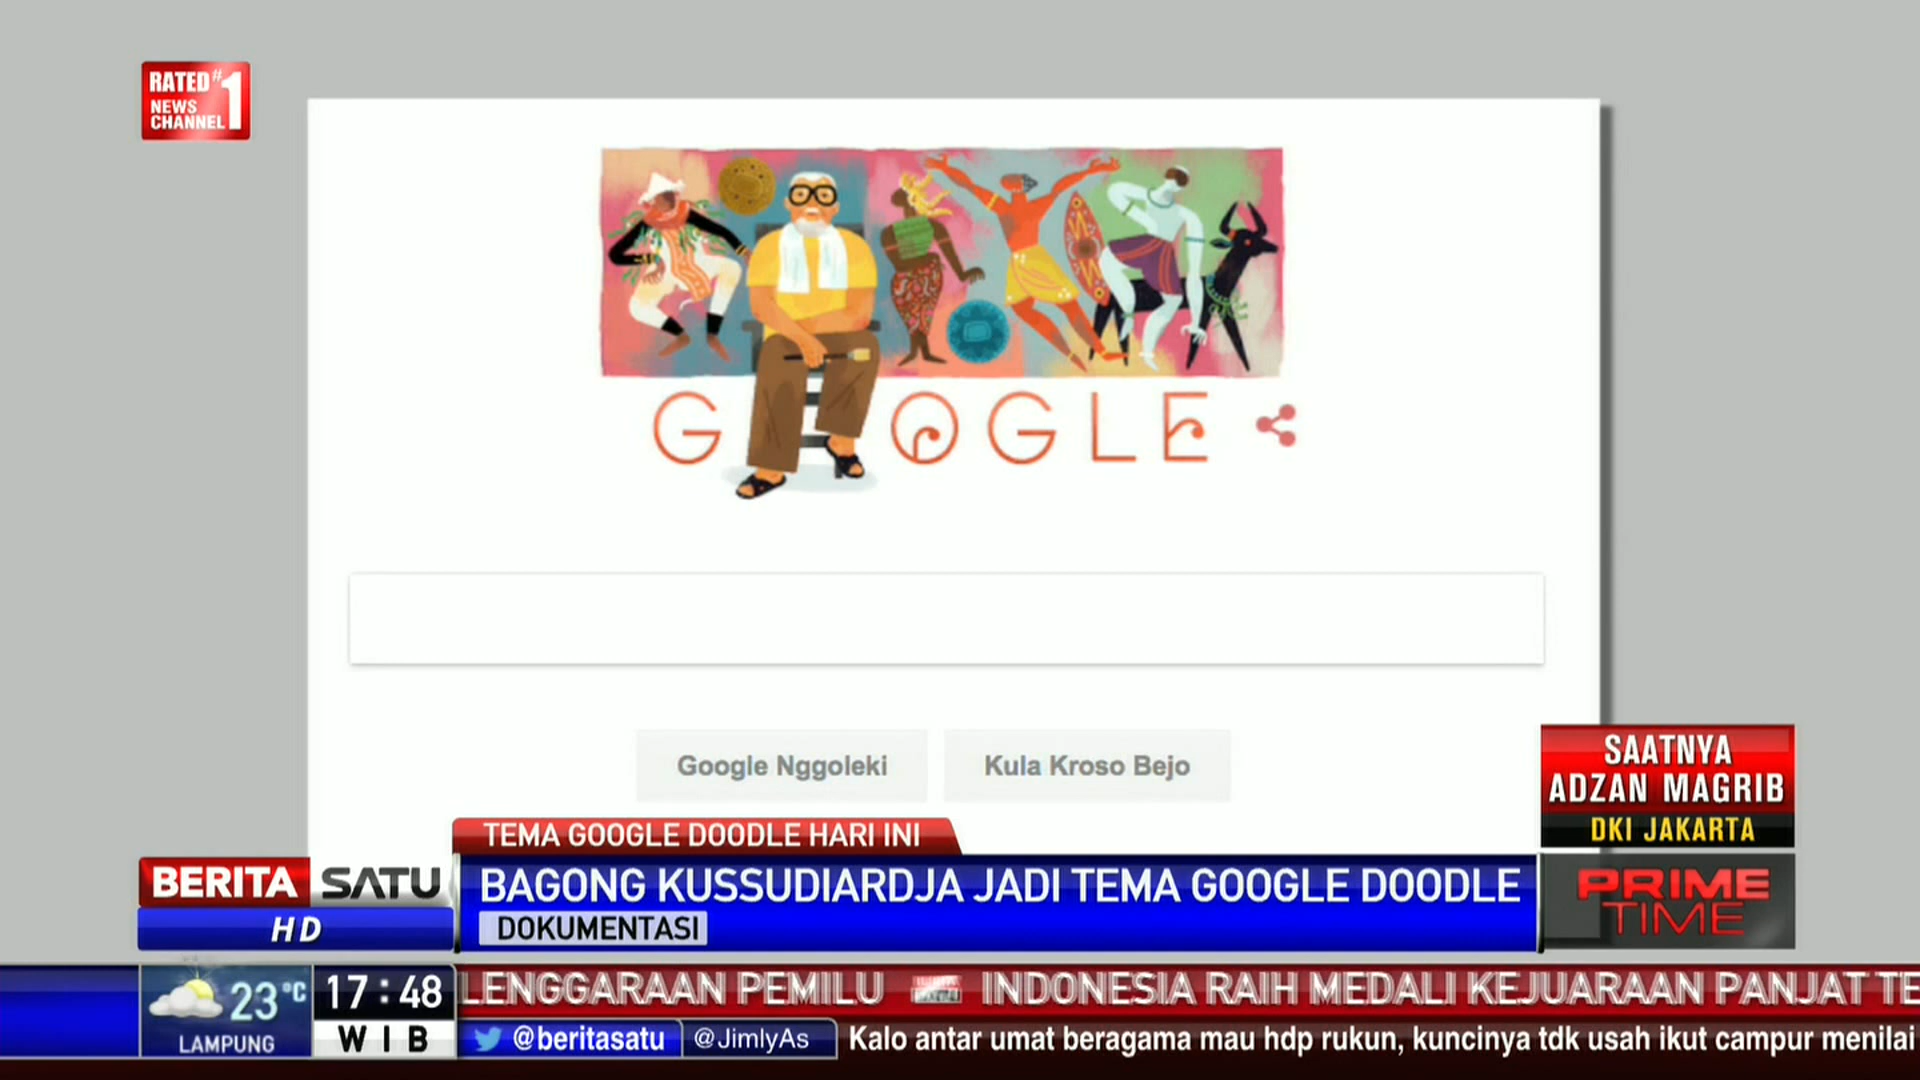 RATED #1
NEWS
CHANNEL
GOOGLE
Google Nggoleki
Kula Kroso Bejo
SAATNYA
ADZAN MAGRIB
DKI JAKARTA
TEMA GOOGLE DOODLE HARI INI
BERITA SATU
HD
BAGONG KUSSUDIARDJA JADI TEMA GOOGLE DOODLE
DOKUMENTASI
PRIME
TIME
23°C
LAMPUNG
17:48
WIB
LENGGARAAN PEMILU INDONESIA RAIH MEDALI KEJUARAAN PANJAT TE
@beritasatu @JimlyAs Kalo antar umat beragama mau hdp rukun, kuncinya tdk usah ikut campur menilai